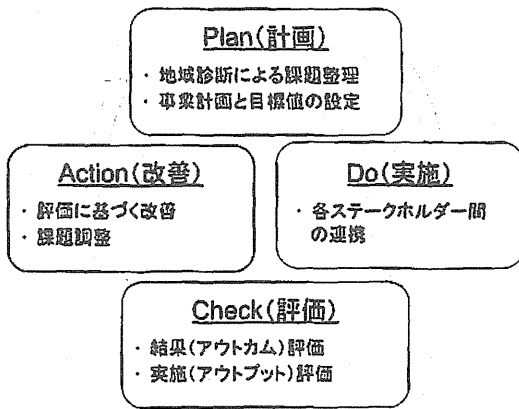 Plan(計画)
・ 地域診断による課題整理
・ 事業計画と目標値の設定
Action(改善)
・ 評価に基づく改善
・ 課題調整
Do(実施)
・ 各ステークホルダー間
の連携
Check(評価)
・ 結果(アウトカム)評価
・ 実施(アウトプット)評価